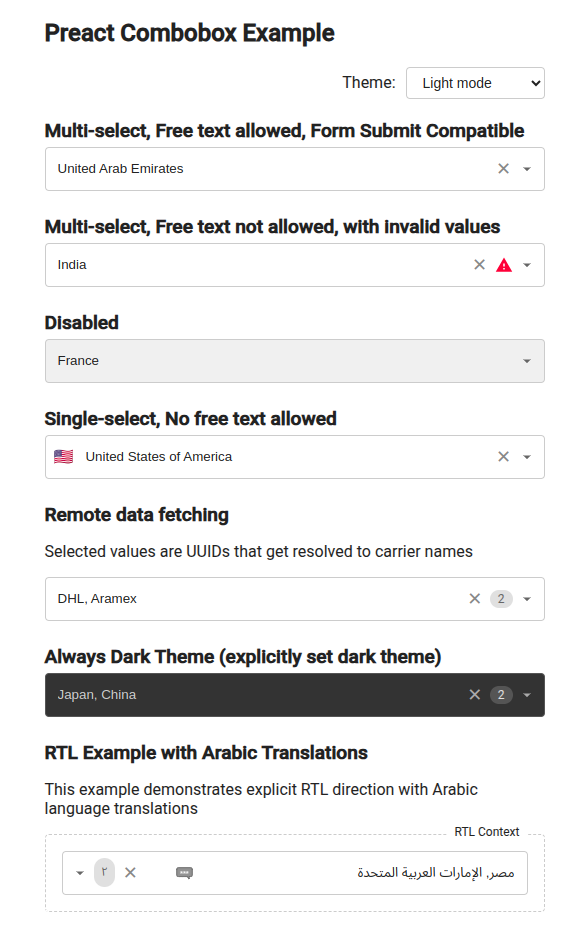 Preact Combobox Example
Theme: Light mode
Multi-select, Free text allowed, Form Submit Compatible
United Arab Emirates
Multi-select, Free text not allowed, with invalid values
India
Disabled
France
Single-select, No free text allowed
United States of America
Remote data fetching
Selected values are UUIDs that get resolved to carrier names
DHL, Aramex 2
Always Dark Theme (explicitly set dark theme)
Japan, China 2
RTL Example with Arabic Translations
This example demonstrates explicit RTL direction with Arabic
language translations
RTL Context
مصر, الإمارات العربية المتحدة ٢